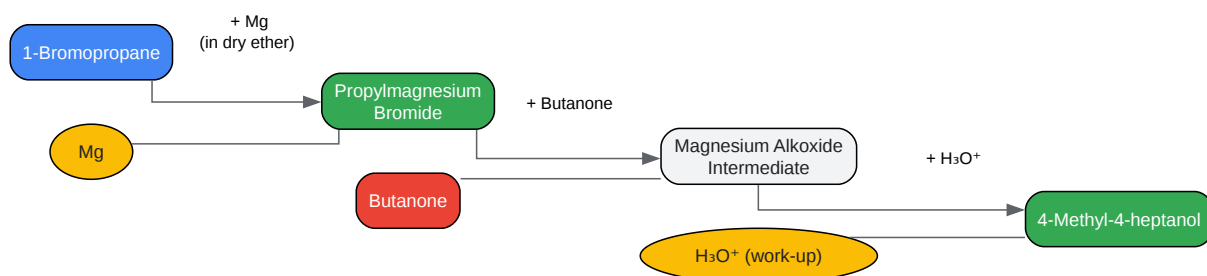 + Mg
(in dry ether)
1-Bromopropane
Propylmagnesium
Bromide
+ Butanone
Mg
Magnesium Alkoxide
Intermediate
+ H₃O⁺
Butanone
4-Methyl-4-heptanol
H₃O⁺ (work-up)